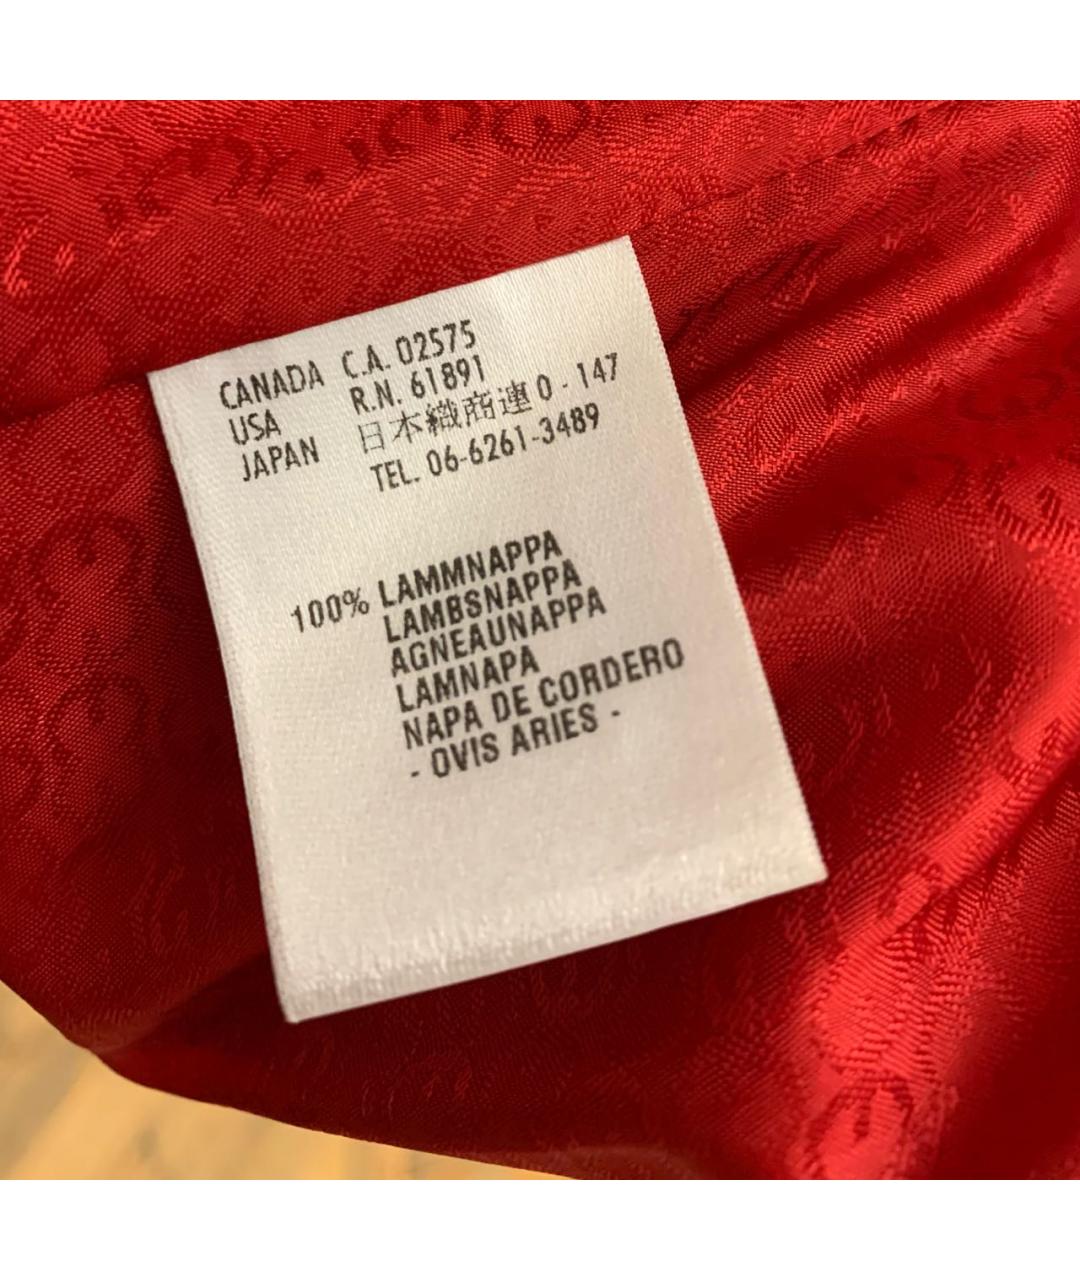 CANADA C.A. 02575
USA R.N. 61891
JAPAN 日本織商連 0 - 147
TEL. 06-6261-3489
100% LAMMNAPPA
LAMBSNAPPA
AGNEAUNAPPA
LAMNAPA
NAPA DE CORDERO
- OVIS ARIES -